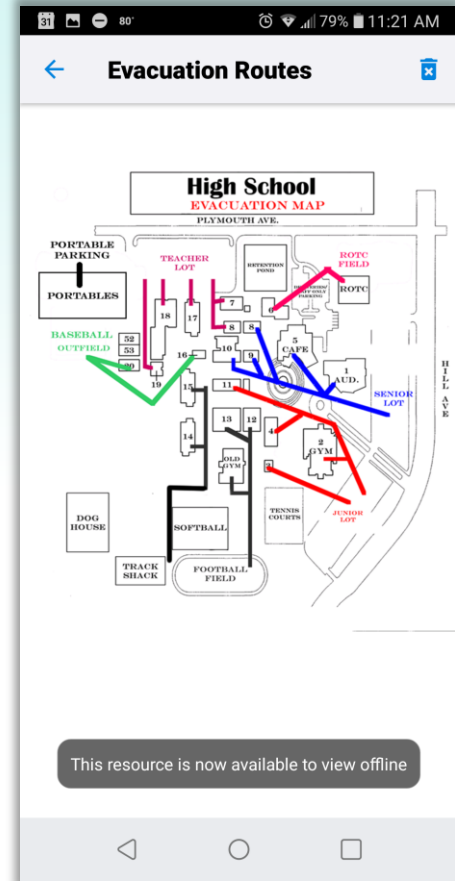 31 80° 79% 11:21 AM
Evacuation Routes
High School
EVACUATION MAP
PLYMOUTH AVE.
PORTABLE
PARKING
TEACHER
LOT
RETENTION
POND
ROTC
FIELD
ROTC
PORTABLES
18
17
7
6
PARKING
BASEBALL
OUTFIELD
52
53
20
16
19
8
8
10
9
5
CAFE
1
AUD.
HILL AVE
SENIOR
LOT
15
11
14
13
12
4
2
GYM
OLD
GYM
DOG
HOUSE
SOFTBALL
TENNIS
COURTS
JUNIOR
LOT
TRACK
SHACK
FOOTBALL
FIELD
This resource is now available to view offline